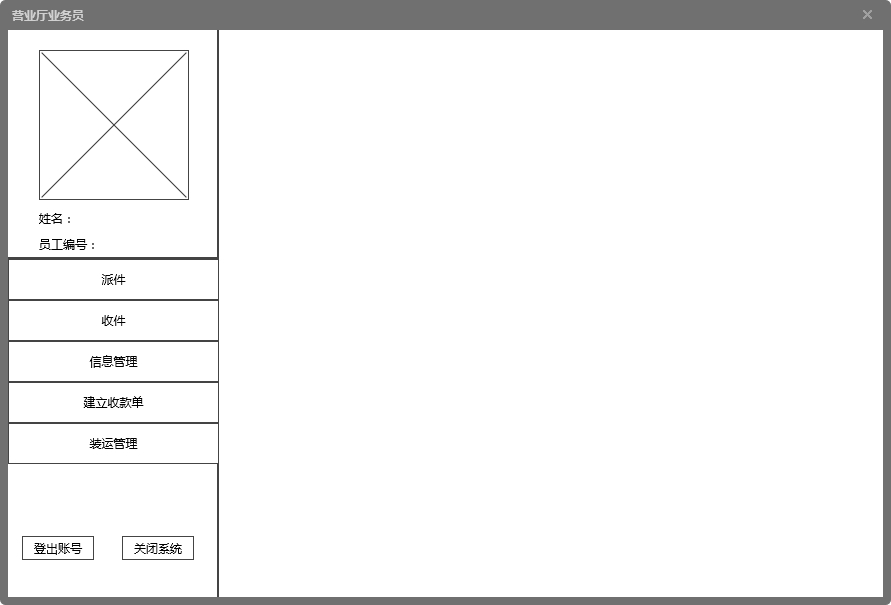 营业厅业务员
姓名：
员工编号：
派件
收件
信息管理
建立收款单
装运管理
登出账号 关闭系统